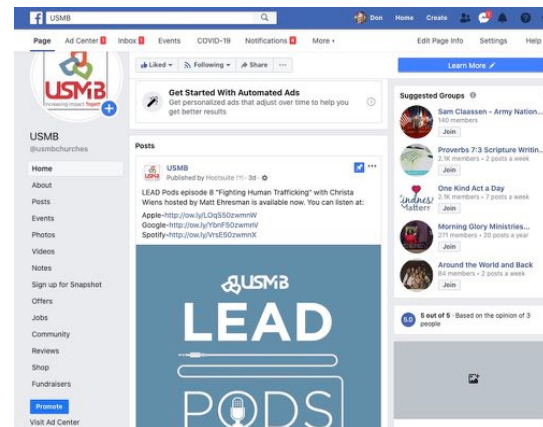 USMB
Don Home Create
Page Ad Center 1 Inbox 1 Events COVID-19 Notifications More Edit Page Info Settings Help
Liked Following Share ...
Learn More
USMB
Increasing impact Together
Get Started With Automated Ads
Get personalized ads that adjust over time to help you
get better results
USMB
@usmbchurches
Home
About
Posts
Events
Photos
Videos
Notes
Sign up for Snapshot
Offers
Jobs
Community
Reviews
Shop
Fundraisers
Promote
Visit Ad Center
Posts
USMB
Published by Hootsuite [?] · 3d ·
LEAD Pods episode 8 "Fighting Human Trafficking" with Christa
Wiens hosted by Matt Ehresman is available now. You can listen at:
Apple-http://ow.ly/LOqS50zwmnW
Google-http://ow.ly/YbnF50zwmnV
Spotify-http://ow.ly/VrsE50zwmnX
USMB
LEAD
PODS
Suggested Groups
Sam Claassen - Army Nation...
140 members
Join
Proverbs 7:3 Scripture Writin...
2.1K members • 2 posts a week
Join
One Kind Act a Day
2.1K members • 7 posts a week
Join
Morning Glory Ministries...
271 members • 20 posts a year
Join
Around the World and Back
84 members • 2 posts a week
Join
5.0
5 out of 5 · Based on the opinion of 3
people